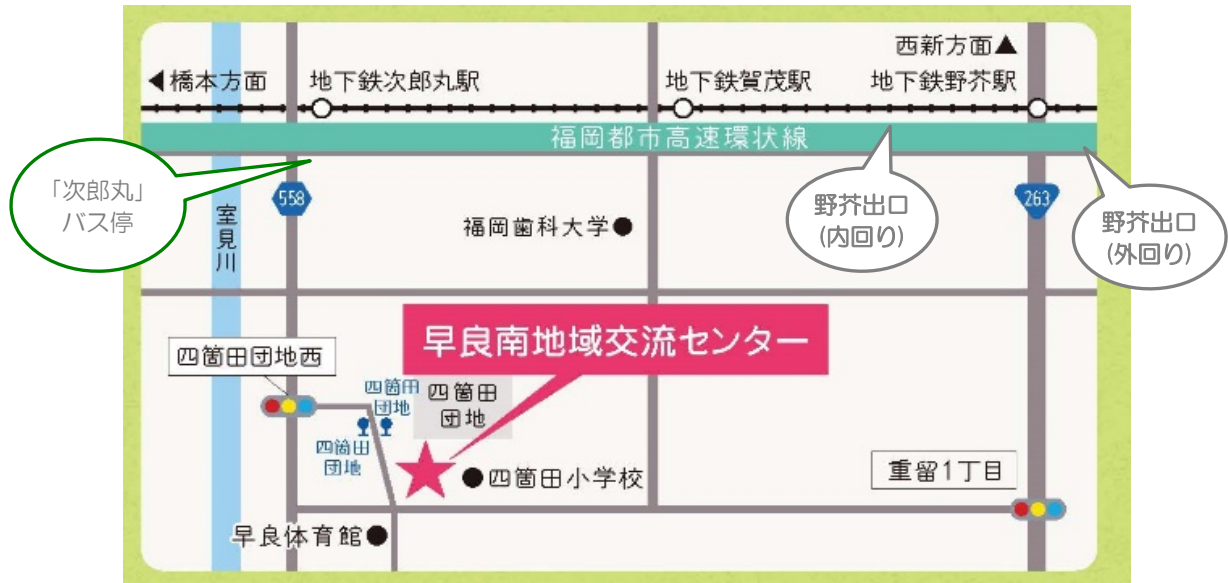 西新方面▲
◀橋本方面
地下鉄次郎丸駅
地下鉄賀茂駅
地下鉄野芥駅
福岡都市高速環状線
「次郎丸」
バス停
558
室見川
福岡歯科大学●
野芥出口
(内回り)
263
野芥出口
(外回り)
早良南地域交流センター
四箇田団地西
四箇田
団地
四箇田
団地
四箇田
団地
●四箇田小学校
重留1丁目
早良体育館●